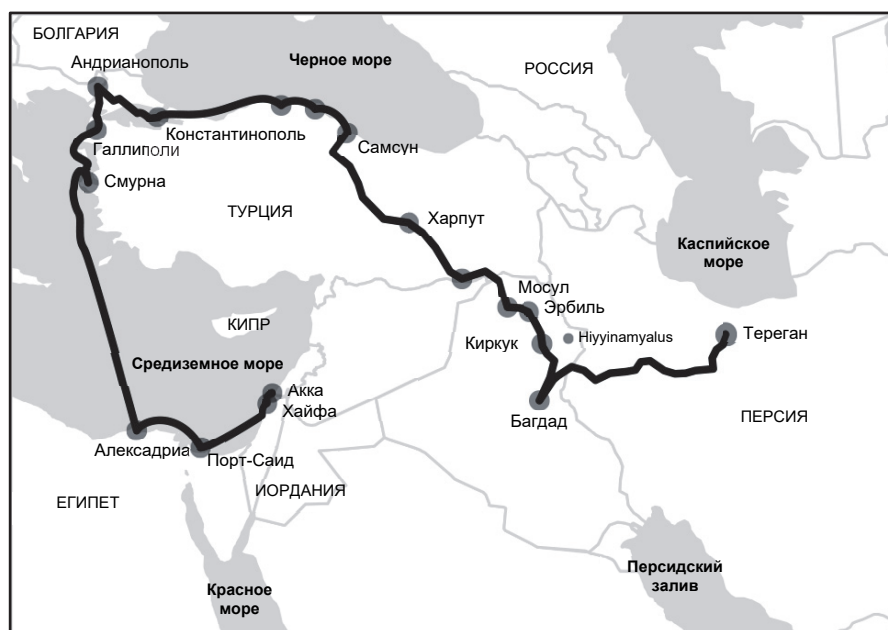 БОЛГАРИЯ
Андрианополь
Черное море
РОССИЯ
Константинополь
Галлиполи
Самсун
Смурна
ТУРЦИЯ
Харпут
Каспийское
море
Мосул
Эрбиль
КИПР
Киркук
Hiyyinamyalus
Тереган
Средиземное море
Акка
Хайфа
Багдад
ПЕРСИЯ
Алексадриа
Порт-Саид
ЕГИПЕТ
ИОРДАНИЯ
Персидский
залив
Красное
море